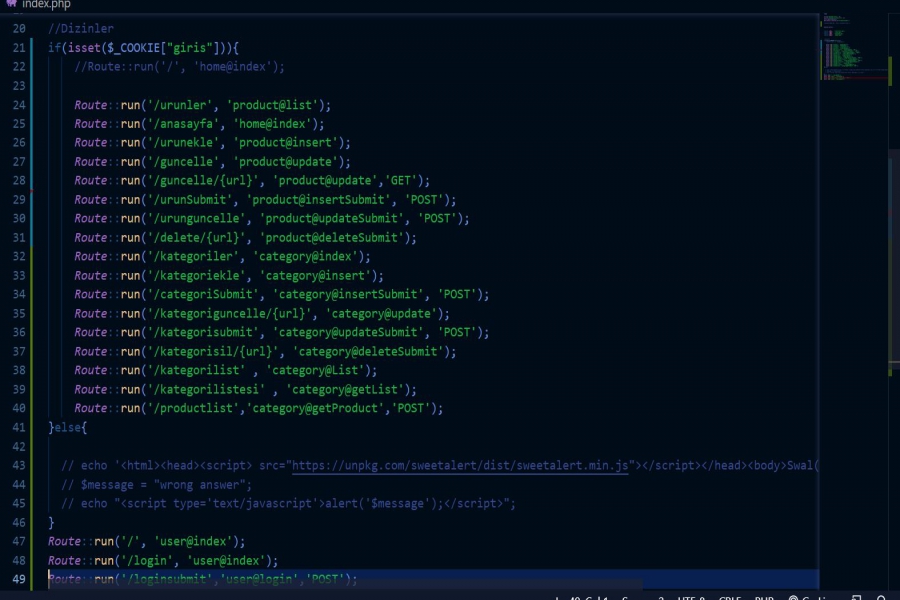 index.php
20 //Dizinler
21 if(isset($_COOKIE["giris"])){
22 //Route::run('/', 'home@index');
23
24 Route::run('/urunler', 'product@list');
25 Route::run('/anasayfa', 'home@index');
26 Route::run('/urunekle', 'product@insert');
27 Route::run('/guncelle', 'product@update');
28 Route::run('/guncelle/{url}', 'product@update','GET');
29 Route::run('/urunSubmit', 'product@insertSubmit', 'POST');
30 Route::run('/urunguncelle', 'product@updateSubmit', 'POST');
31 Route::run('/delete/{url}', 'product@deleteSubmit');
32 Route::run('/kategoriler', 'category@index');
33 Route::run('/kategoriekle', 'category@insert');
34 Route::run('/categoriSubmit', 'category@insertSubmit', 'POST');
35 Route::run('/kategoriguncelle/{url}', 'category@update');
36 Route::run('/kategorisubmit', 'category@updateSubmit', 'POST');
37 Route::run('/kategorisil/{url}', 'category@deleteSubmit');
38 Route::run('/kategorilist' , 'category@List');
39 Route::run('/kategorilistesi' , 'category@getList');
40 Route::run('/productlist','category@getProduct','POST');
41 }else{
42
43 // echo '<html><head><script> src="https://unpkg.com/sweetalert/dist/sweetalert.min.js"></script></head><body>Swal(
44 // $message = "wrong answer";
45 // echo "<script type='text/javascript'>alert('$message');</script>";
46 }
47 Route::run('/', 'user@index');
48 Route::run('/login', 'user@index');
49 Route::run('/loginsubmit','user@login','POST');